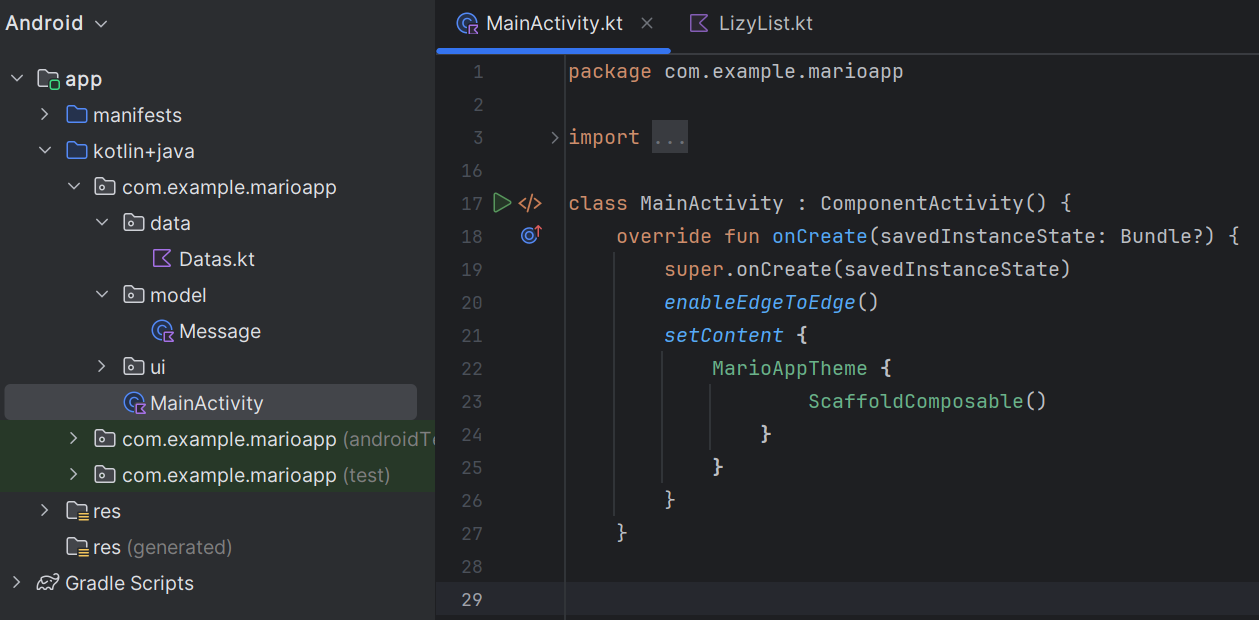 Android
app
manifests
kotlin+java
com.example.marioapp
data
Datas.kt
model
Message
ui
MainActivity
com.example.marioapp (androidTe
com.example.marioapp (test)
res
res (generated)
Gradle Scripts
MainActivity.kt
LizyList.kt
1 package com.example.marioapp
2
3 import ...
16
17 class MainActivity : ComponentActivity() {
18 override fun onCreate(savedInstanceState: Bundle?) {
19 super.onCreate(savedInstanceState)
20 enableEdgeToEdge()
21 setContent {
22 MarioAppTheme {
23 ScaffoldComposable()
24 }
25 }
26 }
27 }
28
29